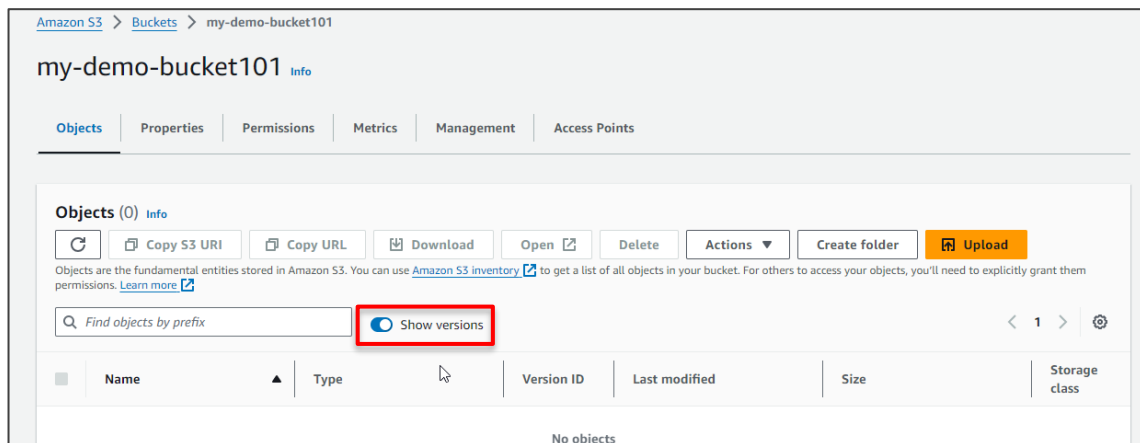 Amazon S3 > Buckets > my-demo-bucket101
my-demo-bucket101 Info
Objects Properties Permissions Metrics Management Access Points
Objects (0) Info
Copy S3 URI Copy URL Download Open Delete Actions ▼ Create folder Upload
Objects are the fundamental entities stored in Amazon S3. You can use Amazon S3 inventory to get a list of all objects in your bucket. For others to access your objects, you'll need to explicitly grant them
permissions. Learn more
Find objects by prefix Show versions < 1 >
Name ▲ Type Version ID Last modified Size Storage class
No objects